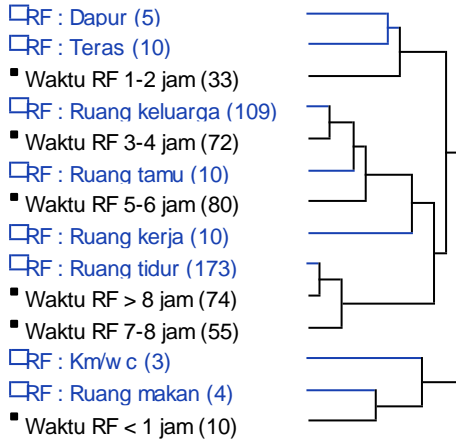 RF : Dapur (5)
RF : Teras (10)
Waktu RF 1-2 jam (33)
RF : Ruang keluarga (109)
Waktu RF 3-4 jam (72)
RF : Ruang tamu (10)
Waktu RF 5-6 jam (80)
RF : Ruang kerja (10)
RF : Ruang tidur (173)
Waktu RF > 8 jam (74)
Waktu RF 7-8 jam (55)
RF : Km/w c (3)
RF : Ruang makan (4)
Waktu RF < 1 jam (10)